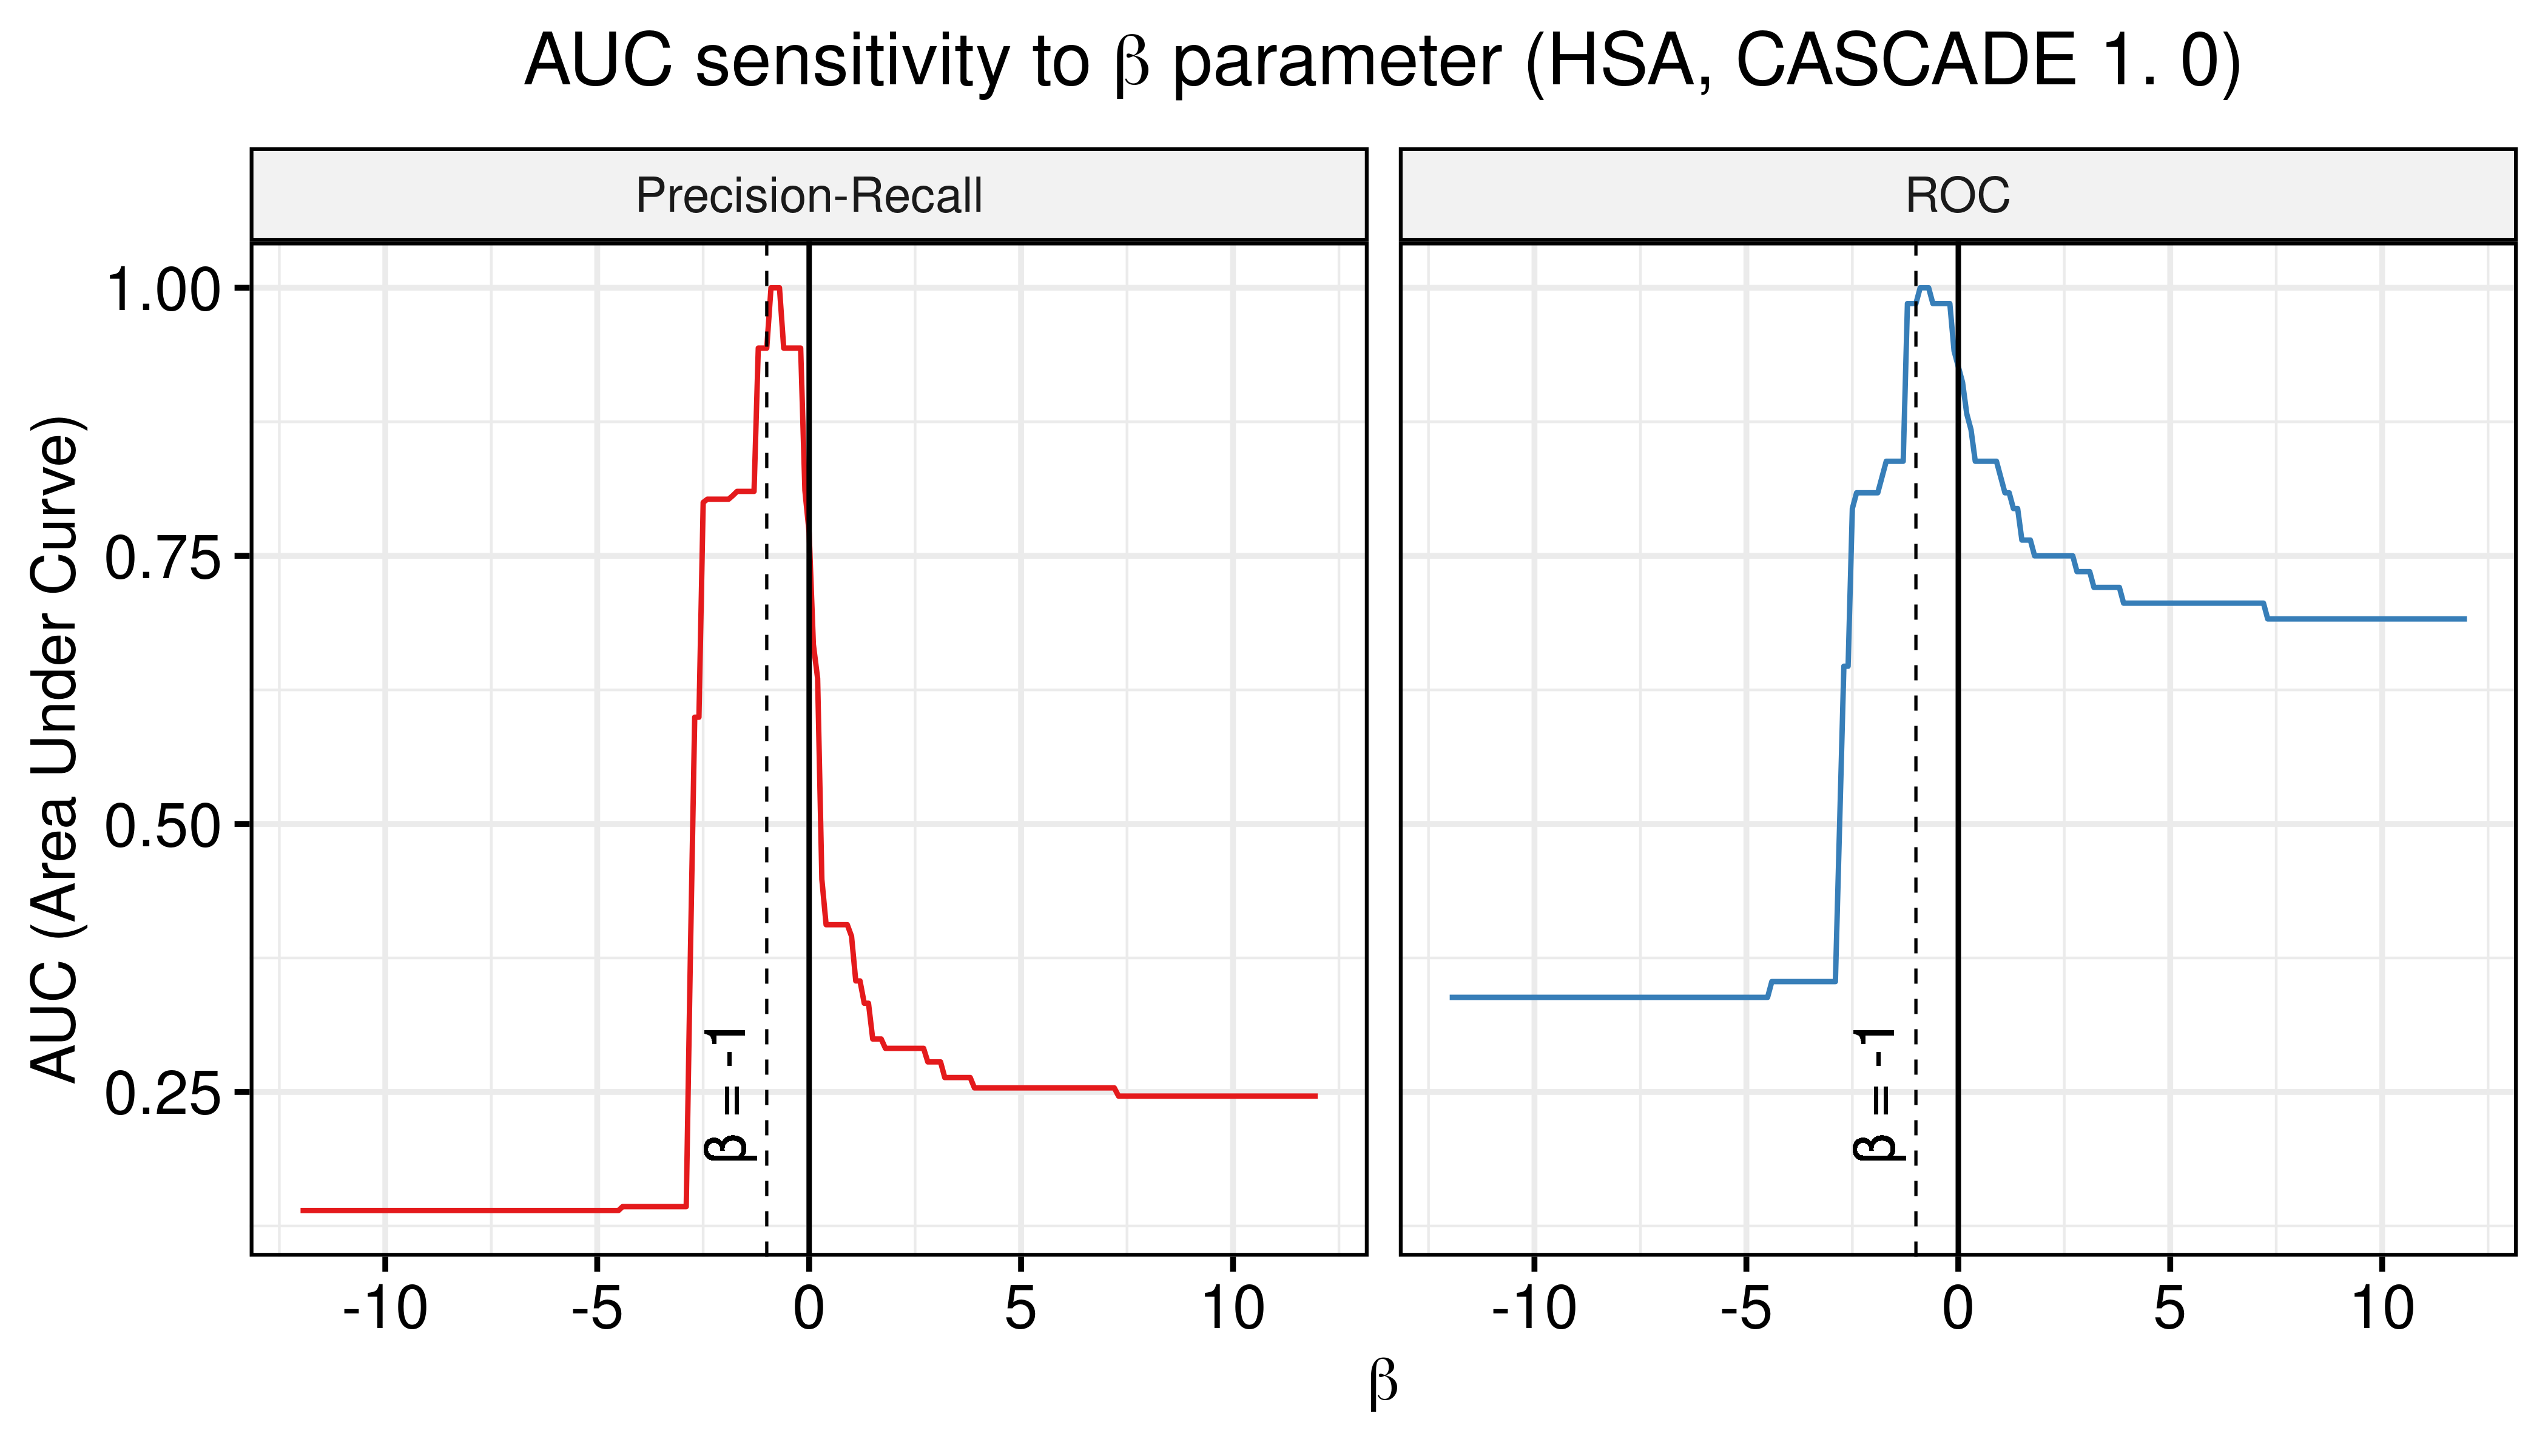 AUC sensitivity to β parameter (HSA, CASCADE 1. 0)
Precision-Recall
ROC
AUC (Area Under Curve)
1.00
0.75
0.50
0.25
β = -1
β = -1
-10 -5 0 5 10
-10 -5 0 5 10
β